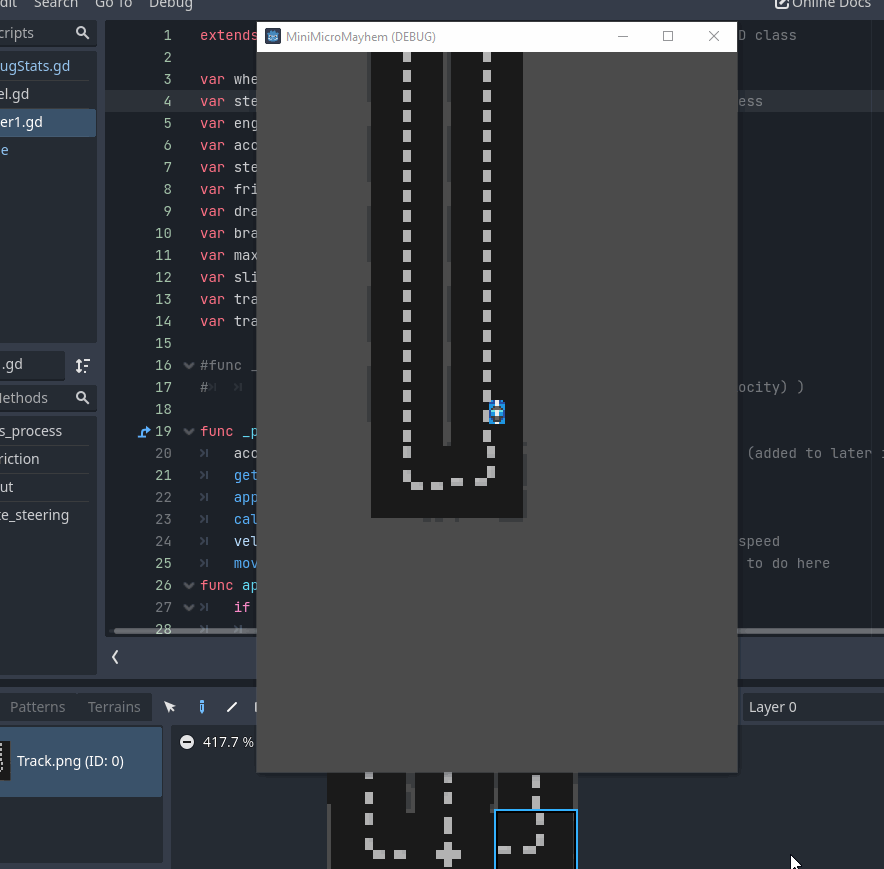 Search Go To Debug
Online Docs
MiniMicroMayhem (DEBUG)
1 extends D class
2
3 var whe
4 var ste ess
5 var eng
6 var acc
7 var ste
8 var fri
9 var dra
10 var bra
11 var max
12 var sli
13 var tra
14 var tra
15
16 #func _
17 # ocity) )
18
19 func _p
20 acc (added to later
21 get
22 app
23 cal
24 vel speed
25 mov to do here
26 func ap
27 if
28
cripts
ugStats.gd
el.gd
er1.gd
e
.gd
Methods
s_process
riction
ut
te_steering
Patterns Terrains
Layer 0
Track.png (ID: 0)
417.7 %